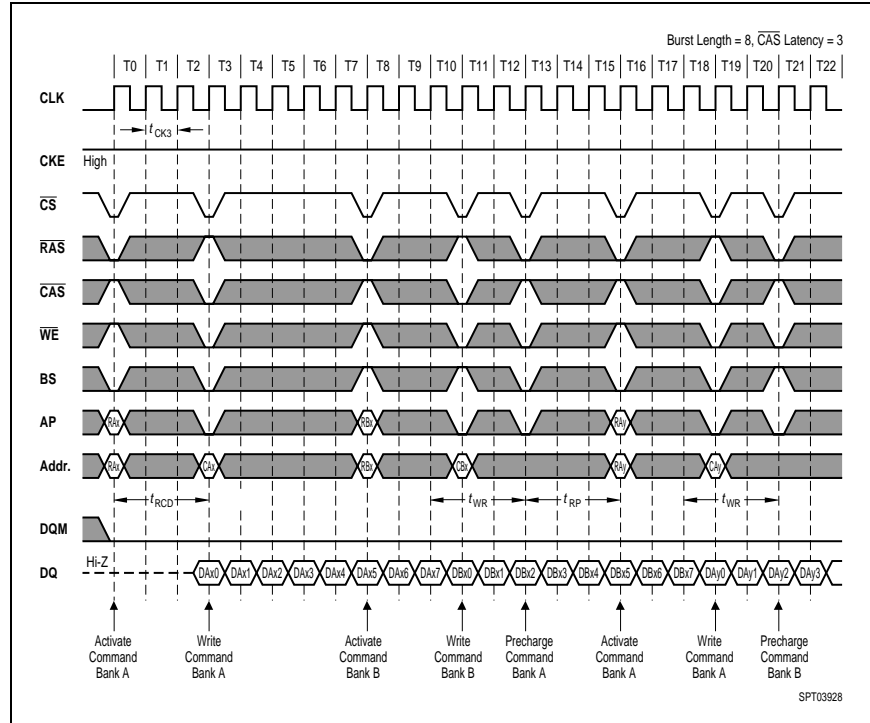 Burst Length = 8, CAS Latency = 3
T0 T1 T2 T3 T4 T5 T6 T7 T8 T9 T10 T11 T12 T13 T14 T15 T16 T17 T18 T19 T20 T21 T22
CLK
tCK3
CKE High
CS
RAS
CAS
WE
BS
AP RAx RBx RAy
Addr. RAx CAx RBx CBx RAy CAy
tRCD tWR tRP tWR
DQM
Hi-Z
DQ DAx0 DAx1 DAx2 DAx3 DAx4 DAx5 DAx6 DAx7 DBx0 DBx1 DBx2 DBx3 DBx4 DBx5 DBx6 DBx7 DAy0 DAy1 DAy2 DAy3
Activate Write Activate Write Precharge Activate Write Precharge
Command Command Command Command Command Command Command Command
Bank A Bank A Bank B Bank B Bank A Bank A Bank A Bank B
SPT03928